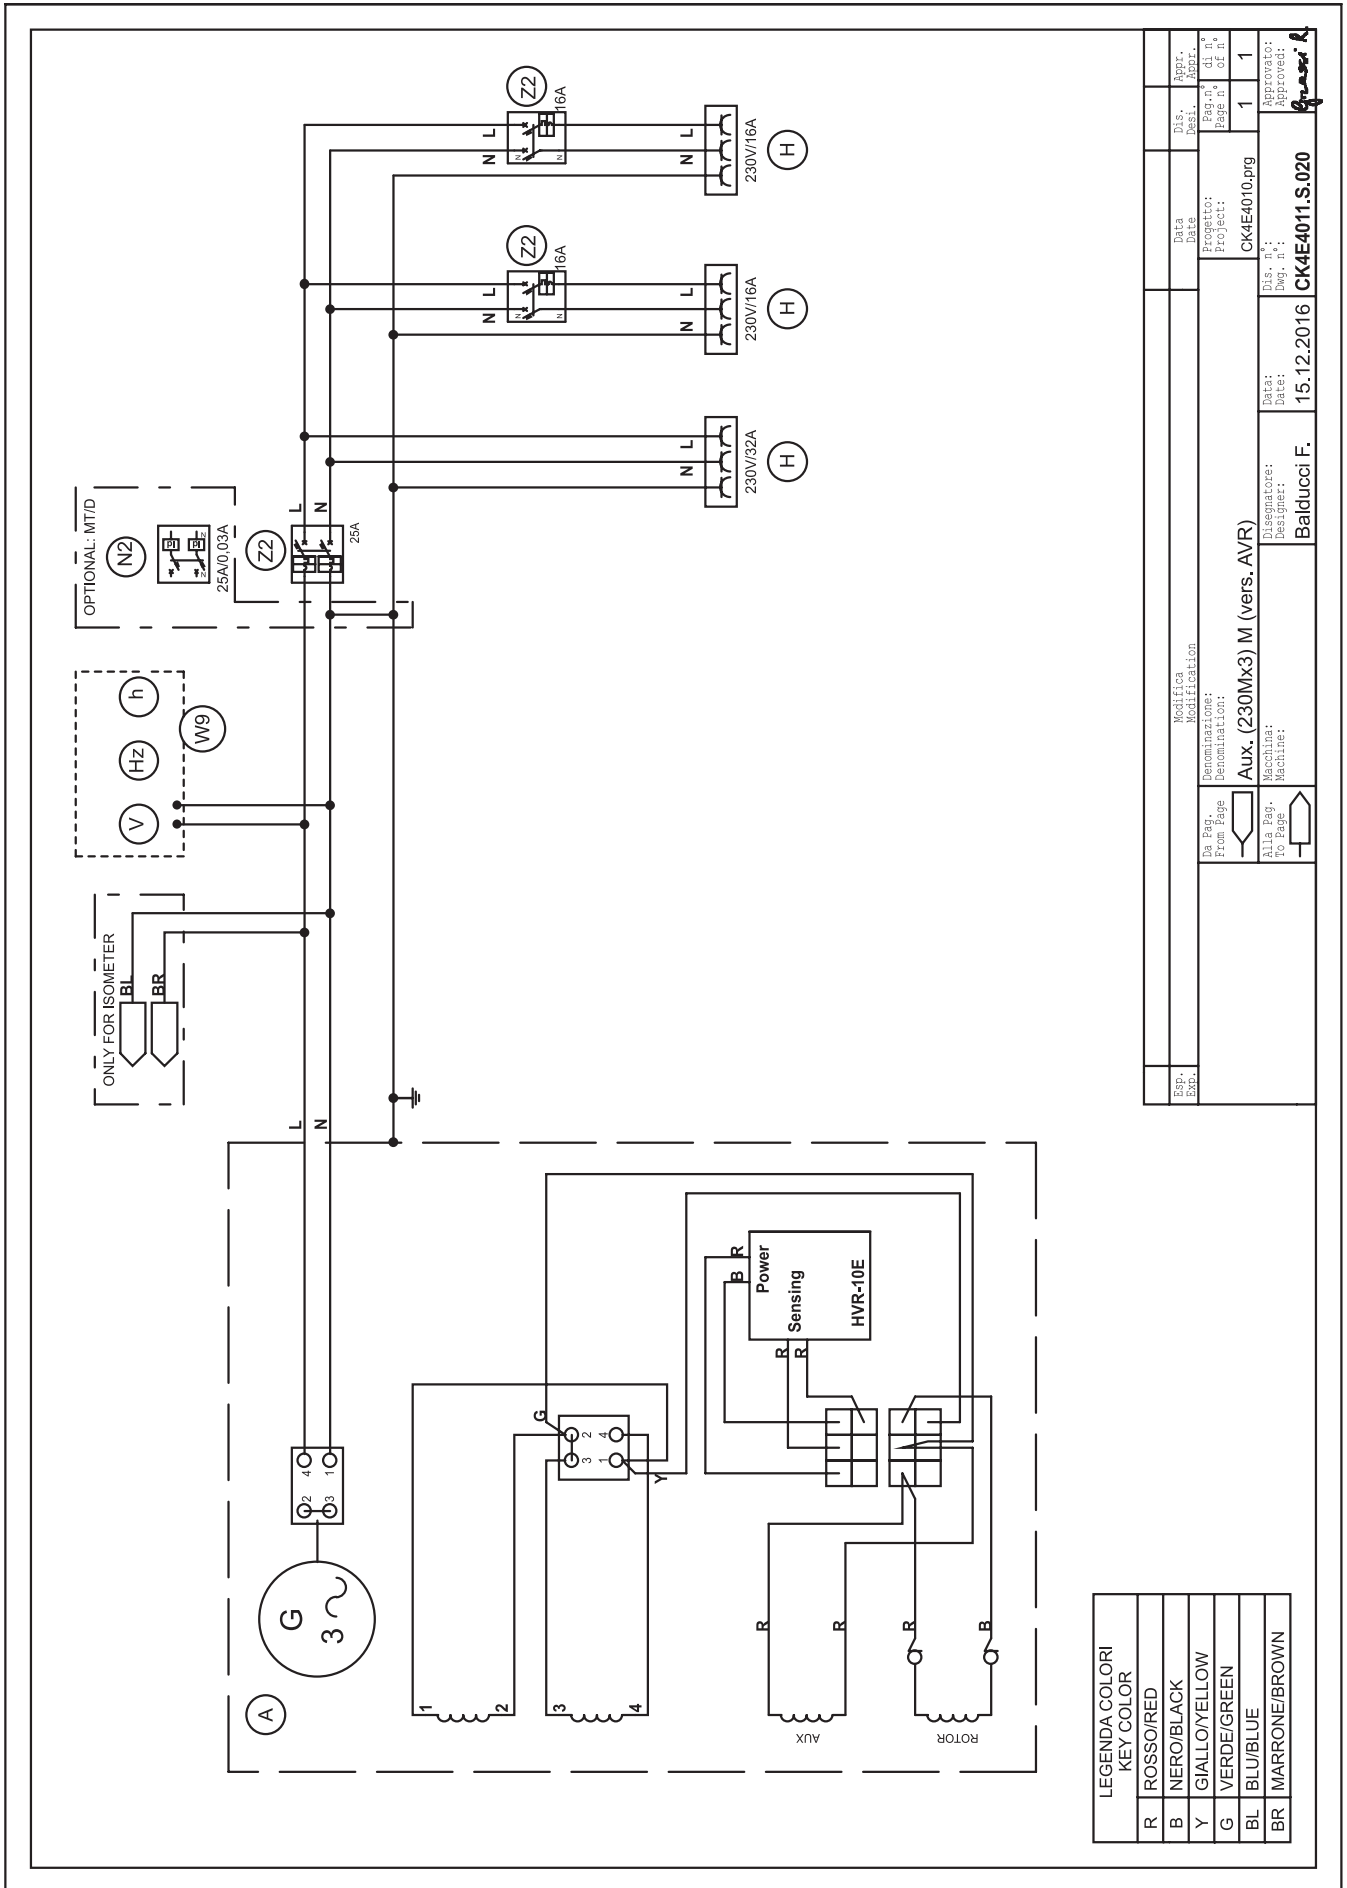 OPTIONAL: MT/D
N2
25A/0,03A
PI
PI
N
N
Z2
25A
L
N
Z2
16A
L
N
N
N
Z2
16A
L
N
N
N
L
N
230V/32A
H
L
N
230V/16A
H
L
N
230V/16A
H
V
Hz
h
W9
ONLY FOR ISOMETER
BL
BR
L
N
A
G
3
2
4
3
1
1
2
3
4
G
Y
2
4
3
1
R
B
Power
Sensing
HVR-10E
R
R
R
R
AUX
R
B
ROTOR
LEGENDA COLORI
KEY COLOR
R ROSSO/RED
B NERO/BLACK
Y GIALLO/YELLOW
G VERDE/GREEN
BL BLU/BLUE
BR MARRONE/BROWN
Esp.
Exp.
Modifica
Modification
Data
Date
Dis.
Desi.
Appr.
Appr.
Da Pag.
From Page
Denominazione:
Denomination:
Aux. (230Mx3) M (vers. AVR)
Progetto:
Project:
CK4E4010.prg
Pag.n°
Page n°
1
di n°
of n°
1
Alla Pag.
To Page
Macchina:
Machine:
Disegnatore:
Designer:
Balducci F.
Data:
Date:
15.12.2016
Dis. n°:
Dwg. n°:
CK4E4011.S.020
Approvato:
Approved: